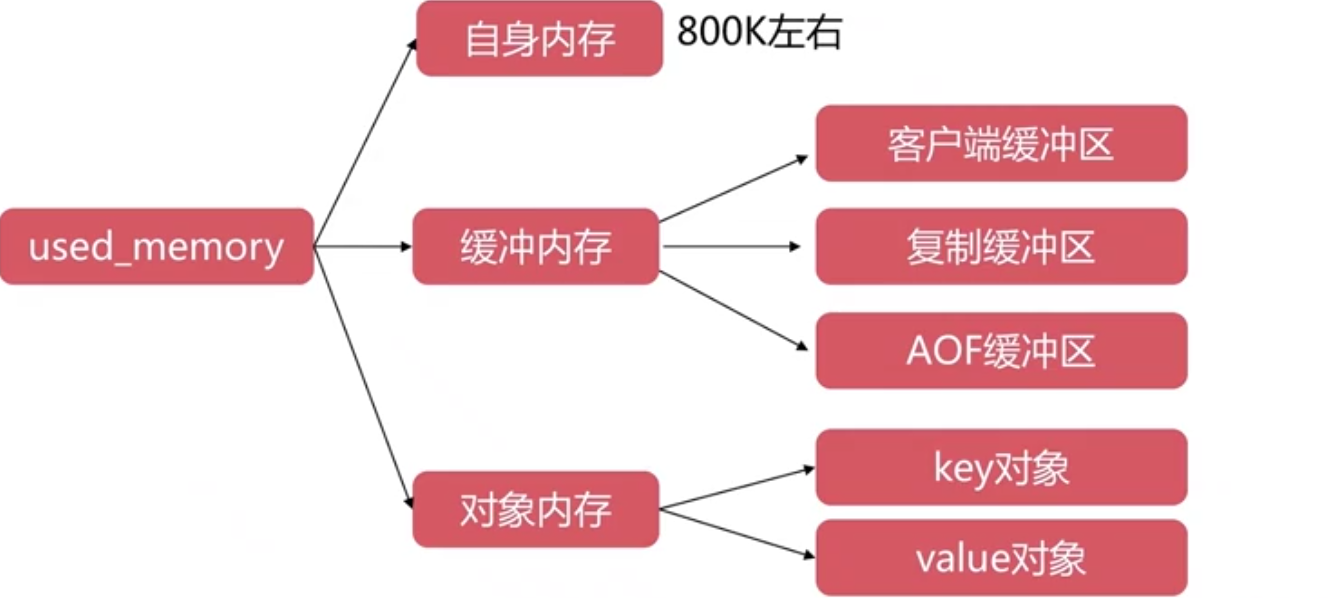 自身内存
800K左右
客户端缓冲区
used_memory
缓冲内存
复制缓冲区
AOF缓冲区
对象内存
key对象
value对象